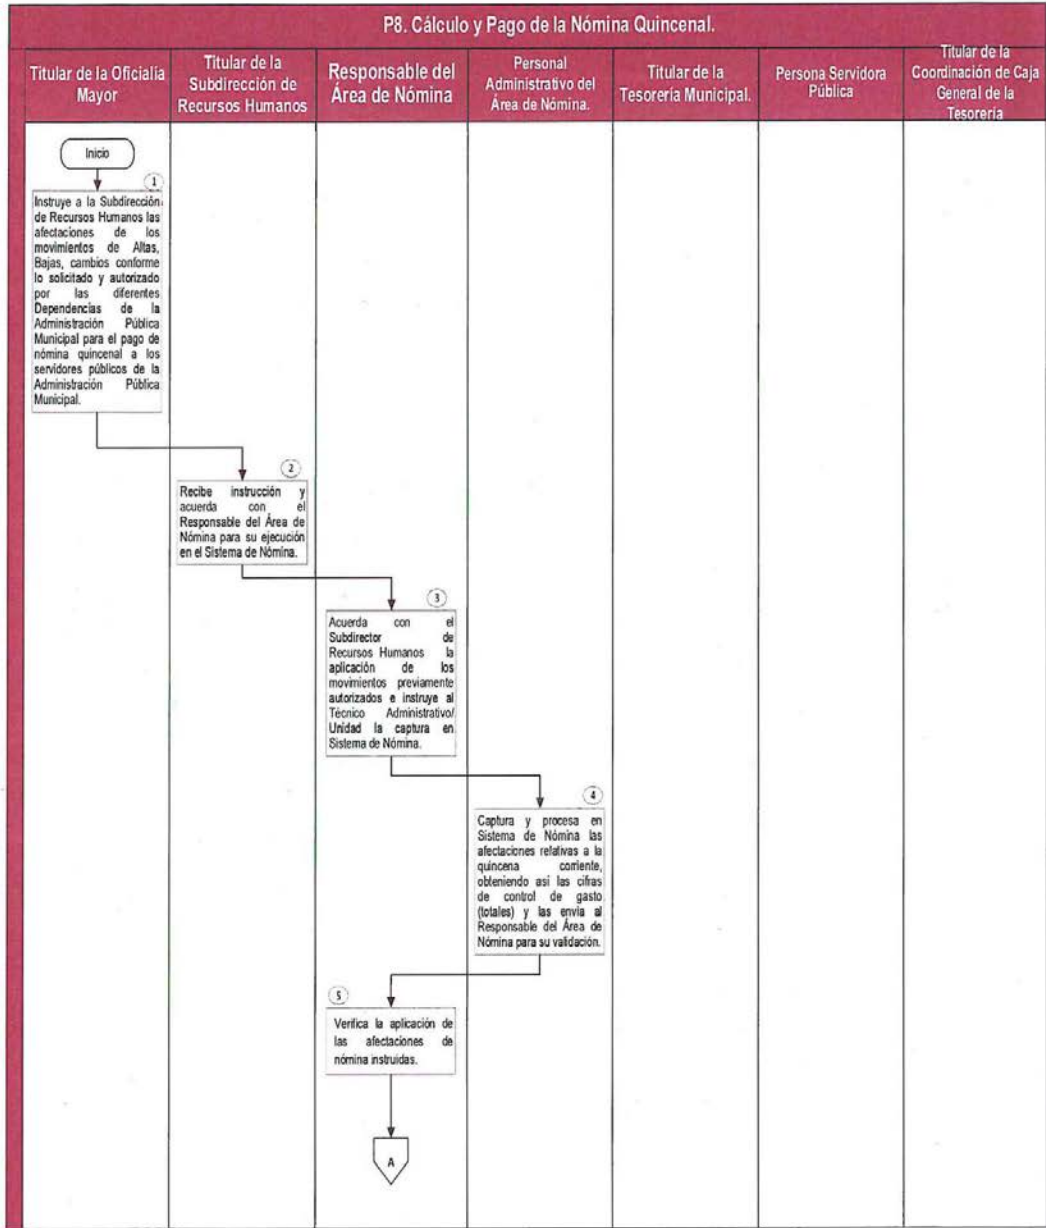 P8. Cálculo y Pago de la Nómina Quincenal.
Titular de la Oficialía
Mayor
Titular de la
Subdirección de
Recursos Humanos
Responsable del
Área de Nómina
Personal
Administrativo del
Área de Nómina.
Titular de la
Tesorería Municipal.
Persona Servidora
Pública
Titular de la
Coordinación de Caja
General de la
Tesorería
Inicio
1
Instruye a la Subdirección
de Recursos Humanos las
afectaciones de los
movimientos de Altas,
Bajas, cambios conforme
lo solicitado y autorizado
por las diferentes
Dependencias de la
Administración Pública
Municipal para el pago de
nómina quincenal a los
servidores públicos de la
Administración Pública
Municipal.
2
Recibe instrucción y
acuerda con el
Responsable del Área de
Nómina para su ejecución
en el Sistema de Nómina.
3
Acuerda con el
Subdirector de
Recursos Humanos la
aplicación de los
movimientos previamente
autorizados e instruye al
Técnico Administrativo/
Unidad la captura en
Sistema de Nómina.
4
Captura y procesa en
Sistema de Nómina las
afectaciones relativas a la
quincena corriente,
obteniendo así las cifras
de control de gasto
(totales) y las envía al
Responsable del Área de
Nómina para su validación.
5
Verifica la aplicación de
las afectaciones de
nómina instruidas.
A